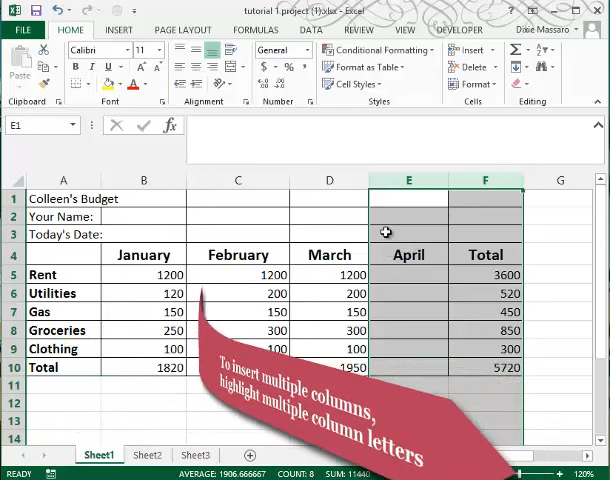 tutorial 1 project (1).xlsx - Excel
FILE HOME INSERT PAGE LAYOUT FORMULAS DATA REVIEW VIEW DEVELOPER Dixie Massaro
Calibri 11 General Conditional Formatting Insert
Paste B I U A A $ % , Format as Table Delete
Cell Styles Format
Clipboard Font Alignment Number Styles Cells Editing
E1 fx
A B C D E F G
1 Colleen's Budget
2 Your Name:
3 Today's Date:
4 January February March April Total
5 Rent 1200 1200 1200 3600
6 Utilities 120 200 200 520
7 Gas 150 150 150 450
8 Groceries 250 300 300 850
9 Clothing 100 100 100 300
10 Total 1820 1950 5720
11
12
13
14
To insert multiple columns,
highlight multiple column letters
Sheet1 Sheet2 Sheet3
READY AVERAGE: 1906.666667 COUNT: 8 SUM: 11440 120%